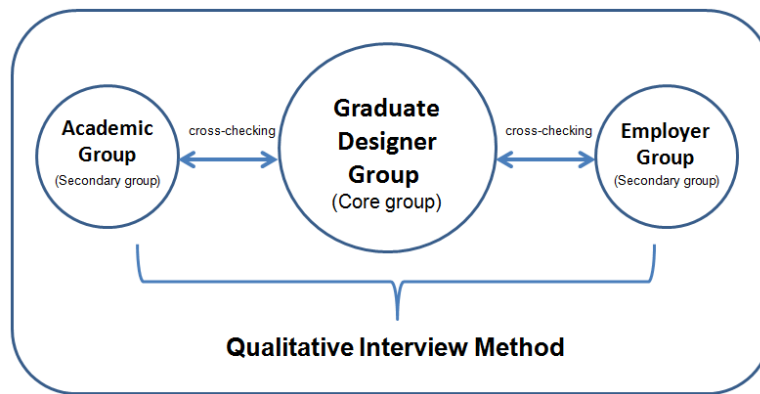 Academic
Group
(Secondary group)
cross-checking
Graduate
Designer
Group
(Core group)
cross-checking
Employer
Group
(Secondary group)
Qualitative Interview Method